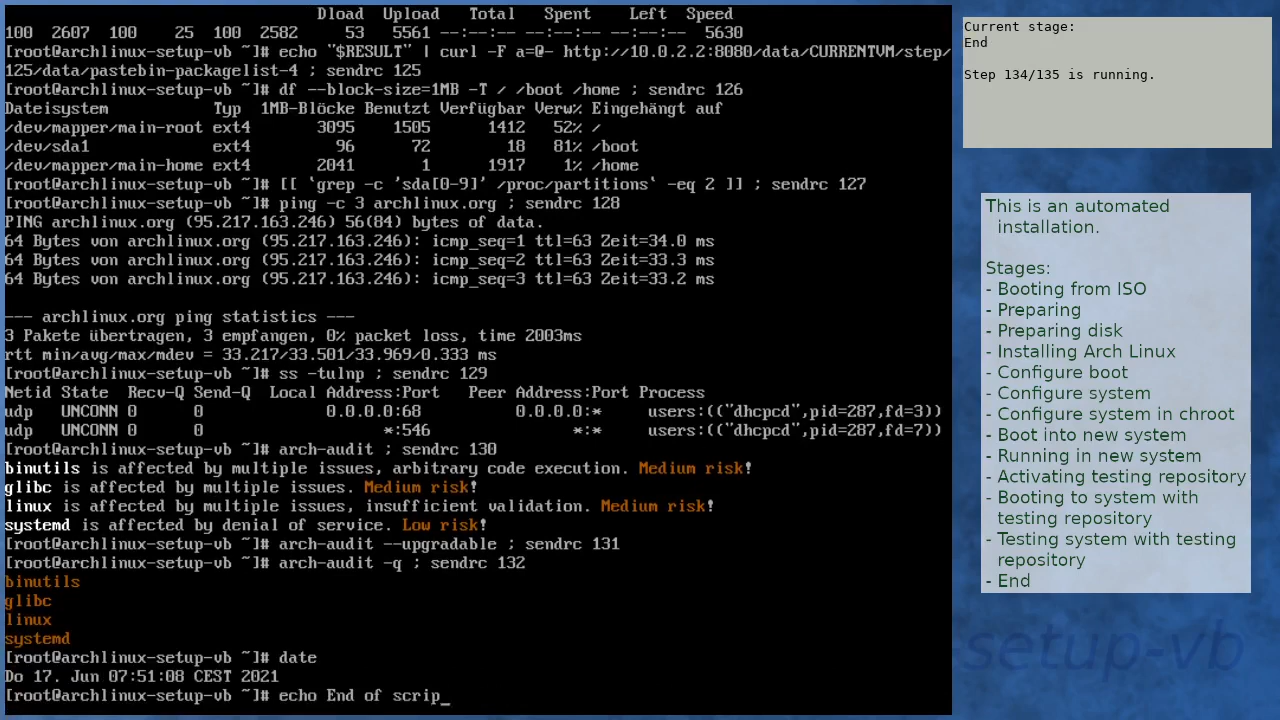 Dload  Upload   Total   Spent    Left  Speed
100  2607  100    25  100  2582     53   5561 --:--:-- --:--:-- --:--:--  5630
[root@archlinux-setup-vb ~]# echo "$RESULT" | curl -F a=@- http://10.0.2.2:8080/data/CURRENTVM/step/
125/data/pastebin-packagelist-4 ; sendrc 125
[root@archlinux-setup-vb ~]# df --block-size=1MB -T / /boot /home ; sendrc 126
Dateisystem           Typ  1MB-Blöcke Benutzt Verfügbar Verw% Eingehängt auf
/dev/mapper/main-root ext4       3095    1505      1412   52% /
/dev/sda1             ext4         96      72        18   81% /boot
/dev/mapper/main-home ext4       2041       1      1917    1% /home
[root@archlinux-setup-vb ~]# [[ `grep -c 'sda[0-9]' /proc/partitions` -eq 2 ]] ; sendrc 127
[root@archlinux-setup-vb ~]# ping -c 3 archlinux.org ; sendrc 128
PING archlinux.org (95.217.163.246) 56(84) bytes of data.
64 Bytes von archlinux.org (95.217.163.246): icmp_seq=1 ttl=63 Zeit=34.0 ms
64 Bytes von archlinux.org (95.217.163.246): icmp_seq=2 ttl=63 Zeit=33.3 ms
64 Bytes von archlinux.org (95.217.163.246): icmp_seq=3 ttl=63 Zeit=33.2 ms
--- archlinux.org ping statistics ---
3 Pakete übertragen, 3 empfangen, 0% packet loss, time 2003ms
rtt min/avg/max/mdev = 33.217/33.501/33.969/0.333 ms
[root@archlinux-setup-vb ~]# ss -tulnp ; sendrc 129
Netid State  Recv-Q Send-Q  Local Address:Port   Peer Address:Port Process
udp   UNCONN 0      0             0.0.0.0:68          0.0.0.0:*     users:(("dhcpcd",pid=287,fd=3))
udp   UNCONN 0      0                   *:546               *:*     users:(("dhcpcd",pid=287,fd=7))
[root@archlinux-setup-vb ~]# arch-audit ; sendrc 130
binutils is affected by multiple issues, arbitrary code execution. Medium risk!
glibc is affected by multiple issues. Medium risk!
linux is affected by multiple issues, insufficient validation. Medium risk!
systemd is affected by denial of service. Low risk!
[root@archlinux-setup-vb ~]# arch-audit --upgradable ; sendrc 131
[root@archlinux-setup-vb ~]# arch-audit -q ; sendrc 132
binutils
glibc
linux
systemd
[root@archlinux-setup-vb ~]# date
Do 17. Jun 07:51:08 CEST 2021
[root@archlinux-setup-vb ~]# echo End of scrip_
Current stage:
End
Step 134/135 is running.
This is an automated
installation.
Stages:
- Booting from ISO
- Preparing
- Preparing disk
- Installing Arch Linux
- Configure boot
- Configure system
- Configure system in chroot
- Boot into new system
- Running in new system
- Activating testing repository
- Booting to system with
testing repository
- Testing system with testing
repository
- End
setup-vb